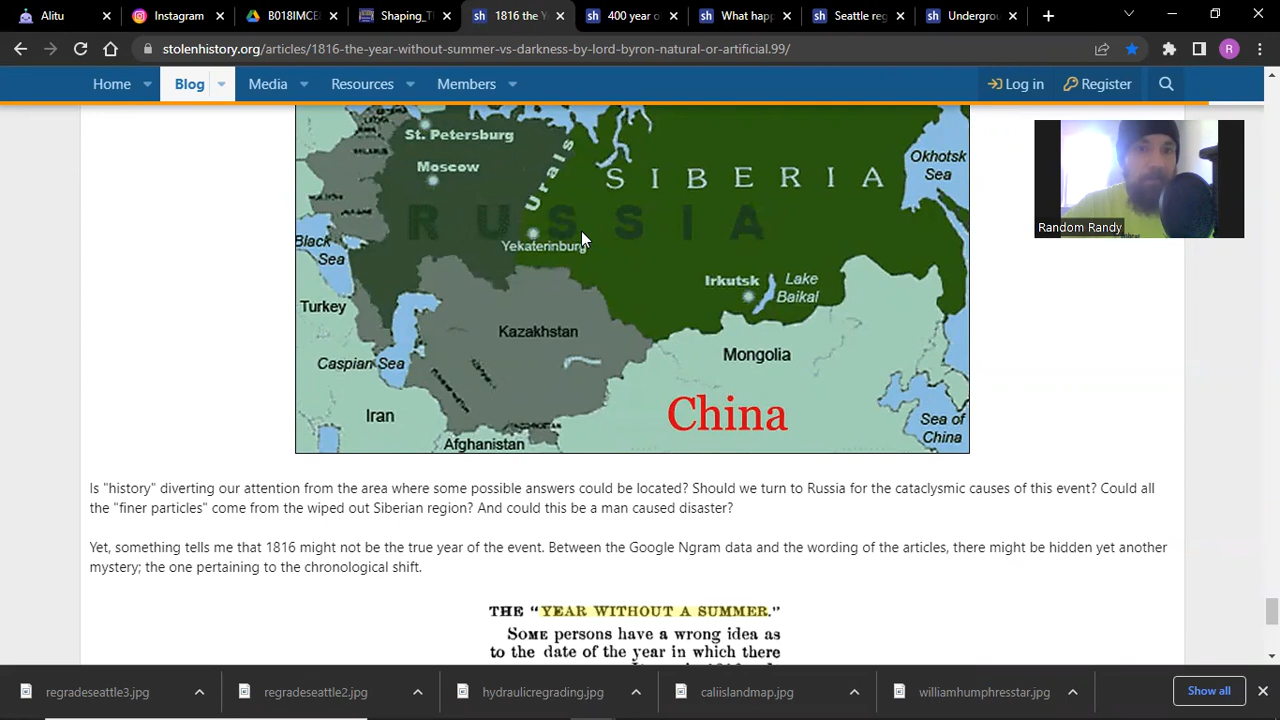 Alitu
Instagram
B018IMCE
Shaping_T
1816 the Y
400 year o
What happ
Seattle reg
Undergrou
stolenhistory.org/articles/1816-the-year-without-summer-vs-darkness-by-lord-byron-natural-or-artificial.99/
R
Home
Blog
Media
Resources
Members
Log in
Register
St. Petersburg
Moscow
Urals
SIBERIA
Okhotsk
Sea
RUSSIA
Black
Sea
Yekaterinburg
Turkey
Irkutsk
Lake
Baikal
Kazakhstan
Caspian Sea
Mongolia
Iran
China
Sea of
China
Afghanistan
Random Randy
Is "history" diverting our attention from the area where some possible answers could be located? Should we turn to Russia for the cataclysmic causes of this event? Could all
the "finer particles" come from the wiped out Siberian region? And could this be a man caused disaster?
Yet, something tells me that 1816 might not be the true year of the event. Between the Google Ngram data and the wording of the articles, there might be hidden yet another
mystery; the one pertaining to the chronological shift.
THE "YEAR WITHOUT A SUMMER."
SOME persons have a wrong idea as
to the date of the year in which there
regradeseattle3.jpg
regradeseattle2.jpg
hydraulicregrading.jpg
caliislandmap.jpg
williamhumphresstar.jpg
Show all